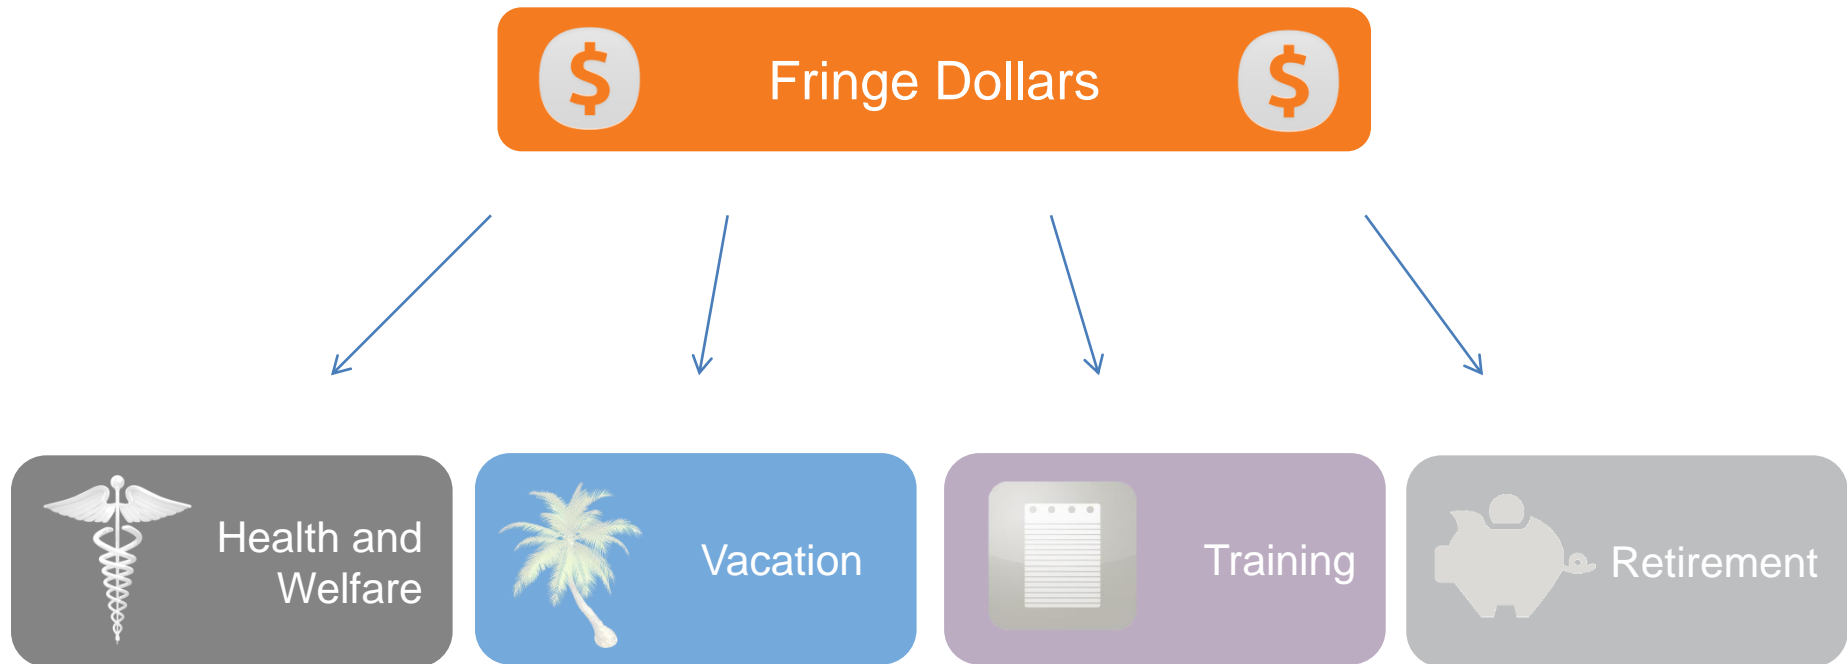 $ Fringe Dollars $
Health and
Welfare
Vacation
Training
Retirement